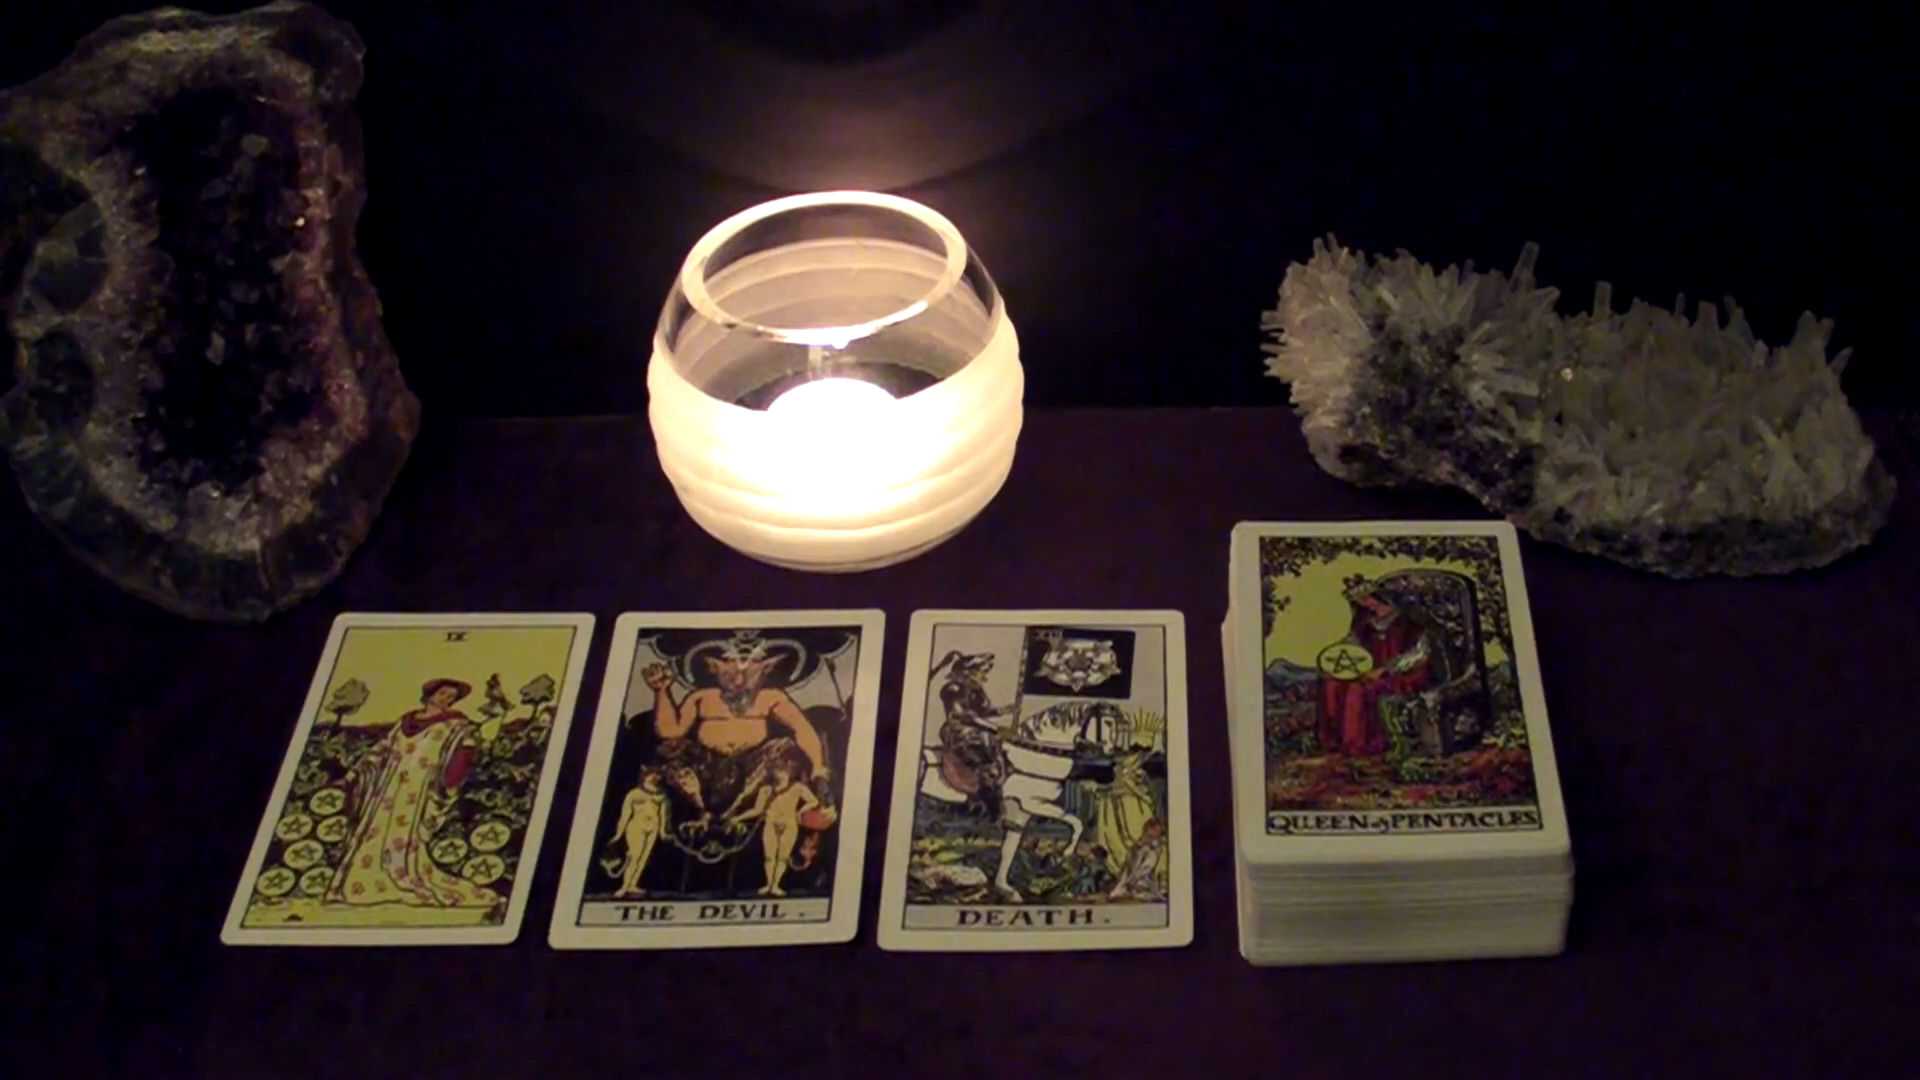 IX
THE DEVIL.
DEATH.
QUEEN of PENTACLES